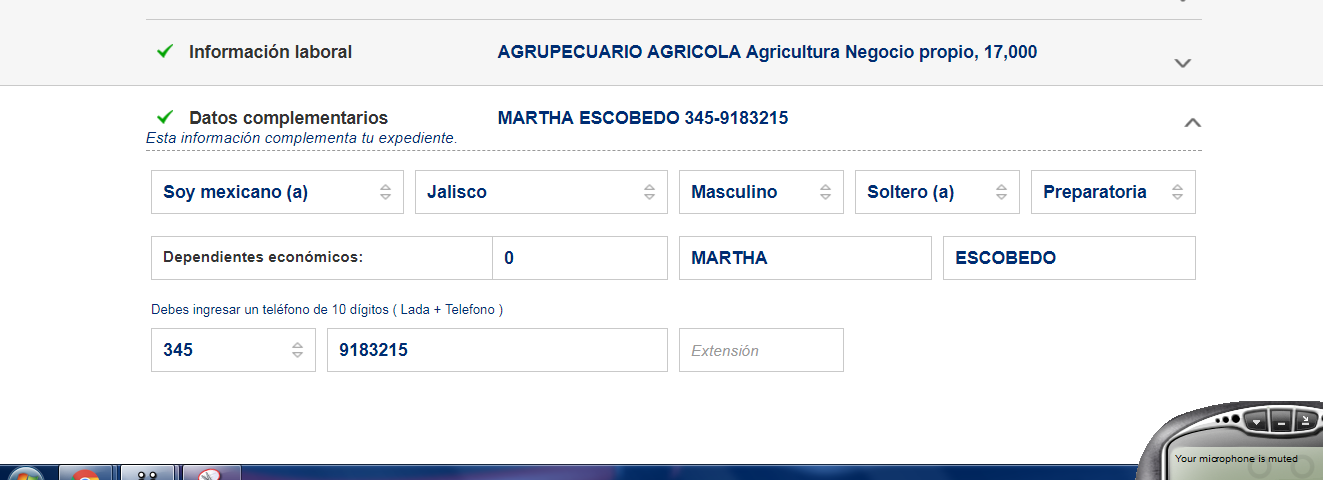 Información laboral AGRUPECUARIO AGRICOLA Agricultura Negocio propio, 17,000
Datos complementarios MARTHA ESCOBEDO 345-9183215
Esta información complementa tu expediente.
Soy mexicano (a) Jalisco Masculino Soltero (a) Preparatoria
Dependientes económicos: 0 MARTHA ESCOBEDO
Debes ingresar un teléfono de 10 dígitos ( Lada + Telefono )
345 9183215 Extensión
Your microphone is muted